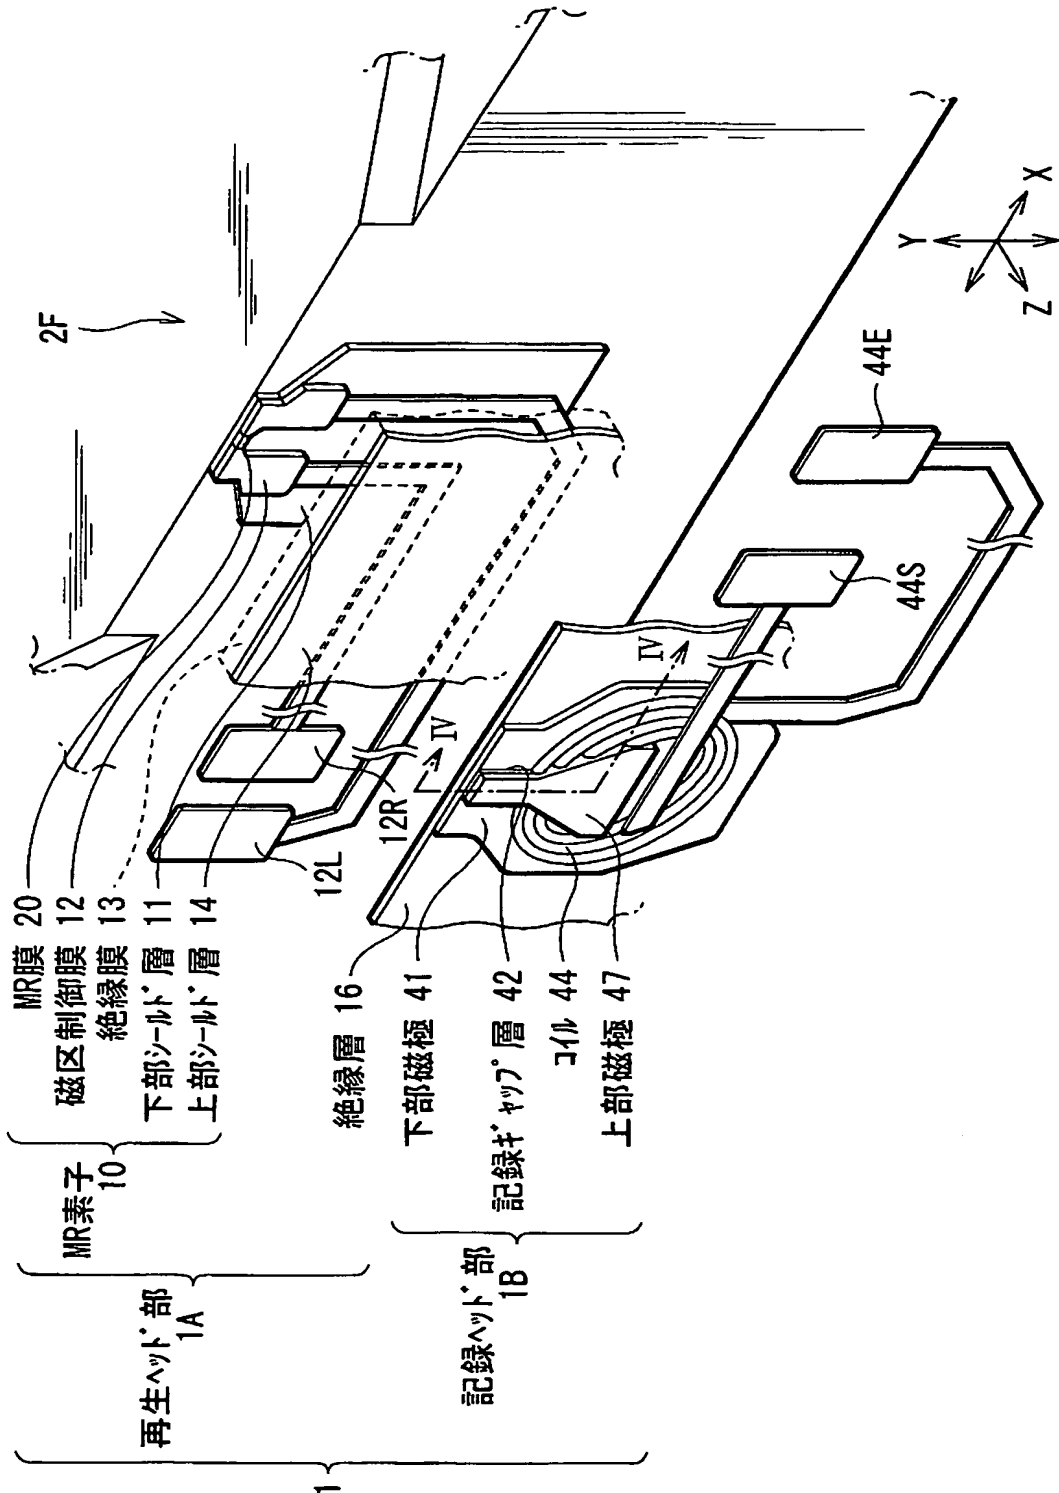 1
再生ヘッド部
1A
MR素子
10
MR膜 20
磁区制御膜 12
絶縁膜 13
下部シールド層 11
上部シールド層 14
絶縁層 16
記録ヘッド部
1B
下部磁極 41
記録ギャップ層 42
コイル 44
上部磁極 47
2F
12L
12R
IV
IV
44S
44E
X
Y
Z